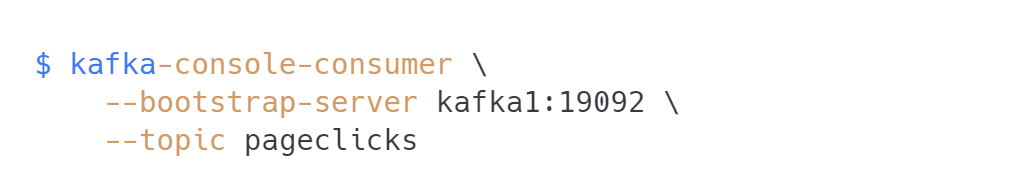 $ kafka-console-consumer \
    --bootstrap-server kafka1:19092 \
    --topic pageclicks